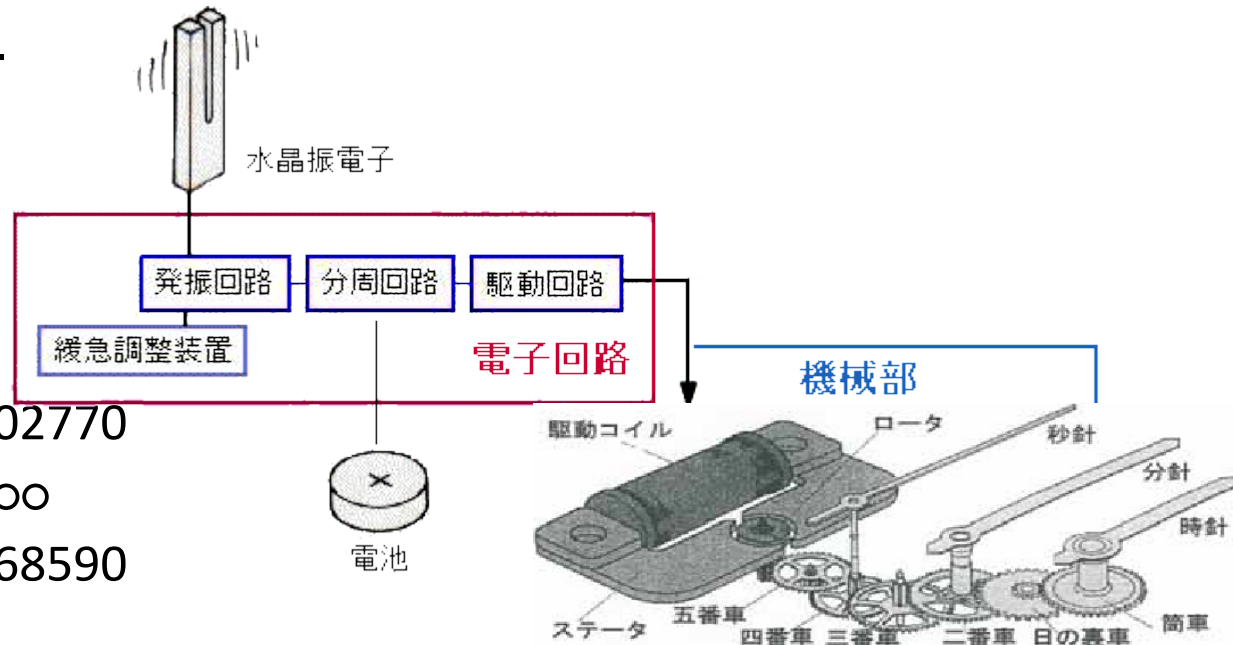 水晶振電子
発振回路
分周回路
駆動回路
緩急調整装置
電子回路
機械部
02770
oo
68590
電池
駆動コイル
ロータ
秒針
分針
時針
ステータ
五番車
四番車
三番車
二番車
日の裏車
筒車